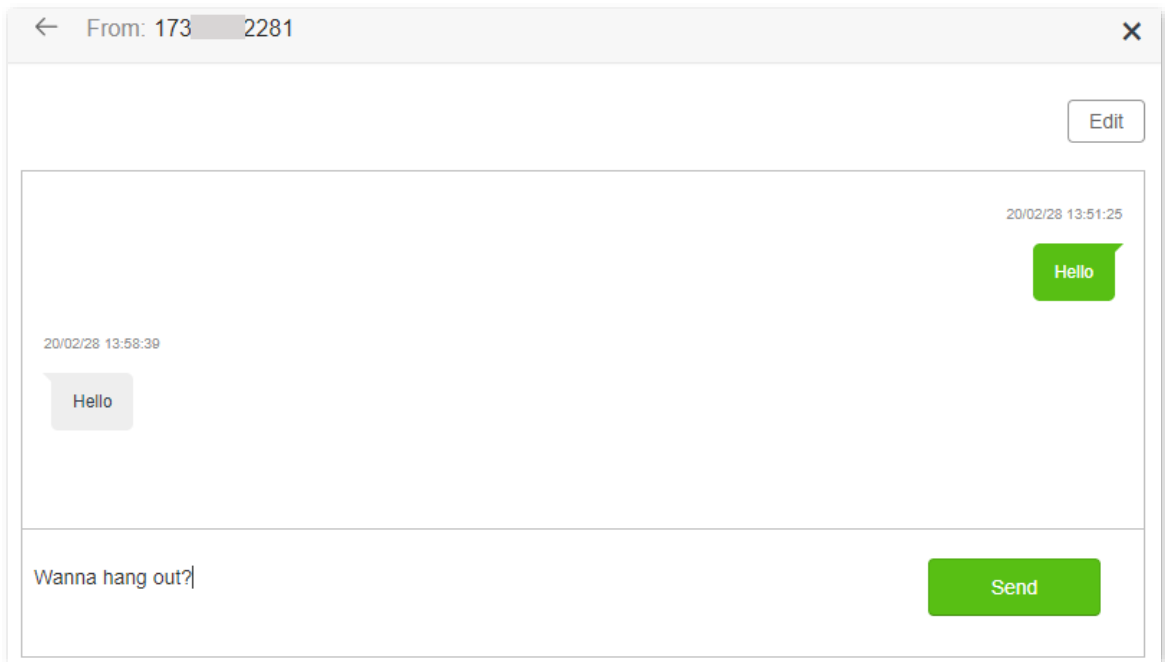 From: 173 2281
Edit
20/02/28 13:51:25
Hello
20/02/28 13:58:39
Hello
Wanna hang out?
Send